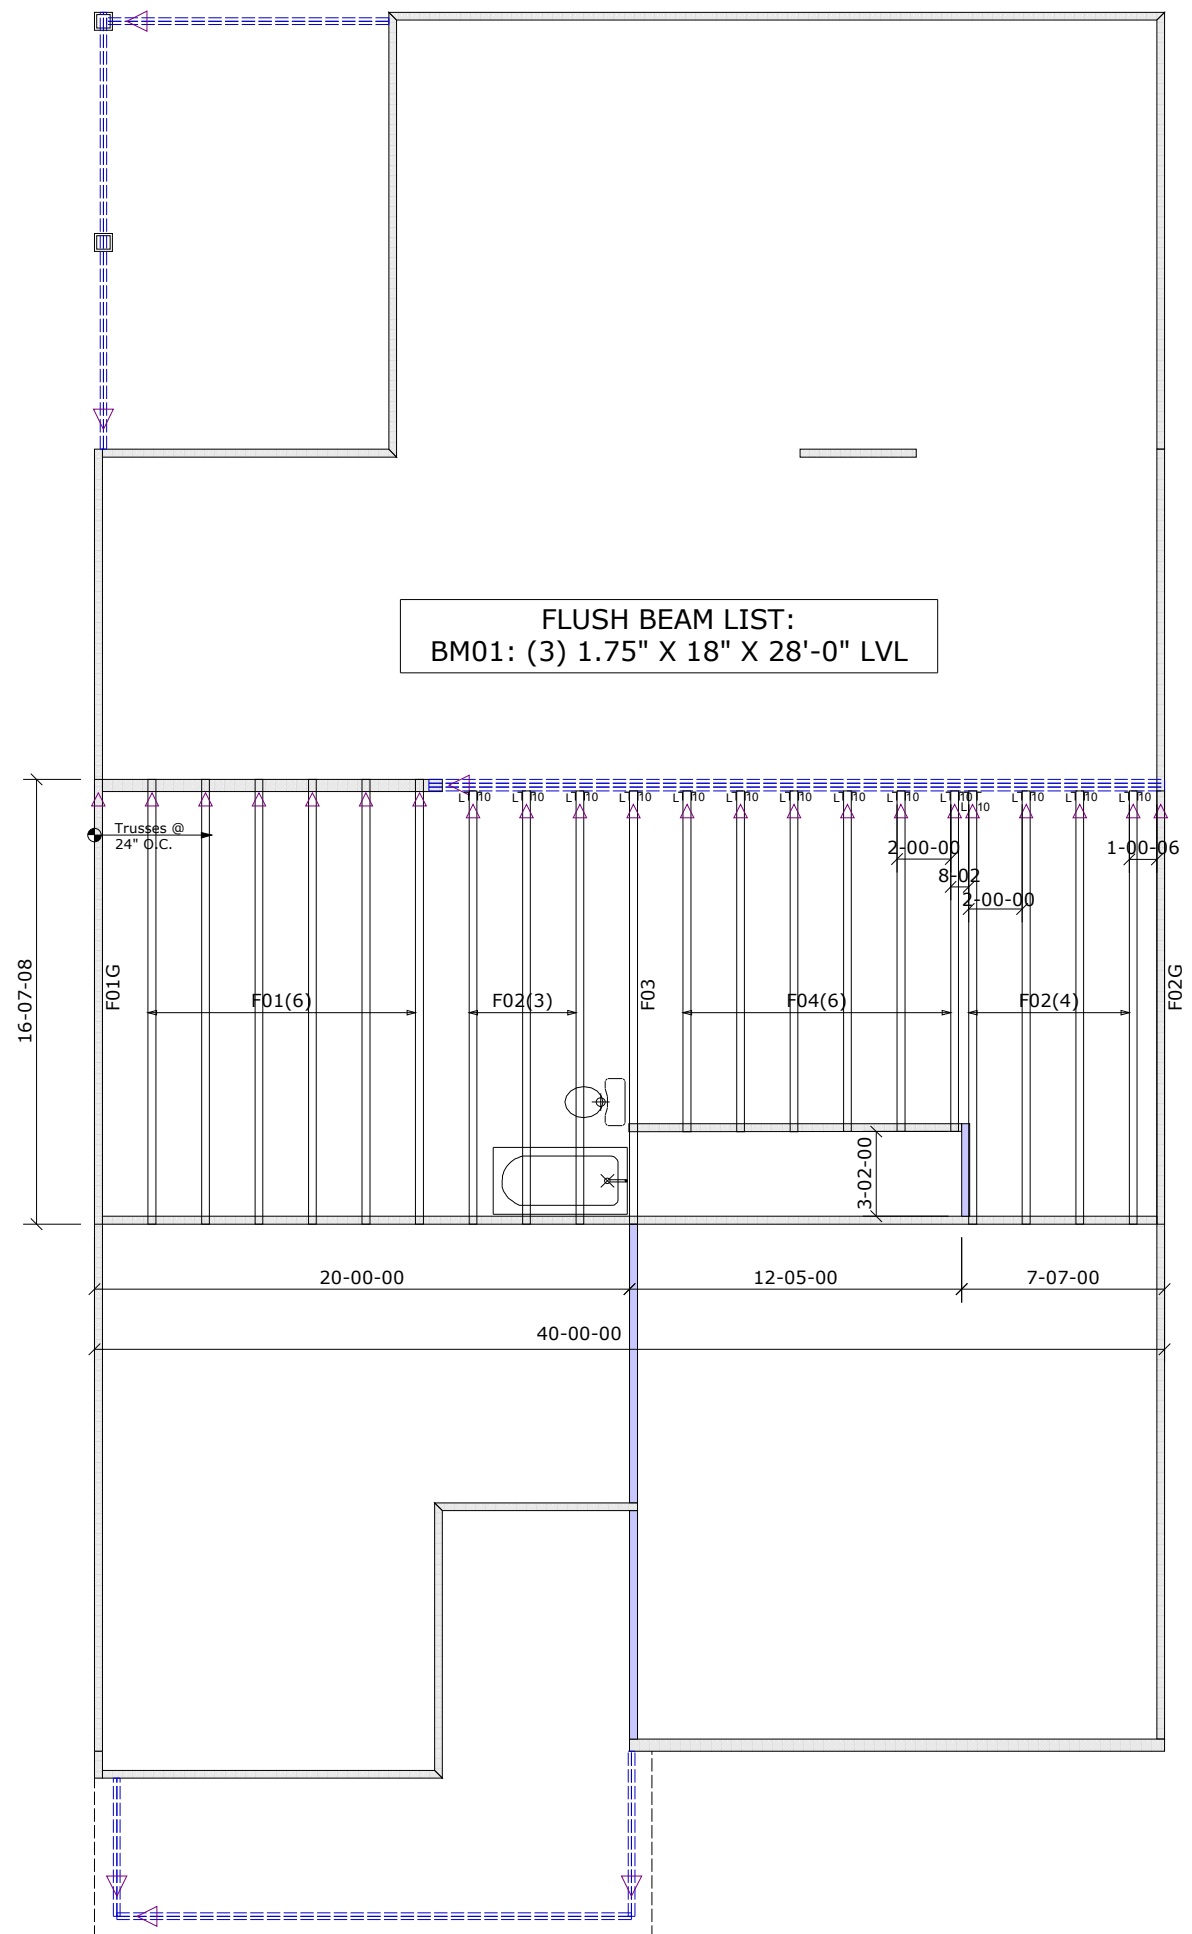 FLUSH BEAM LIST:
BM01: (3) 1.75" X 18" X 28'-0" LVL
Trusses @
24" O.C.
2-00-00
1-00-06
8-02
2-00-00
16-07-08
F01G
F01(6)
F02(3)
F03
F04(6)
F02(4)
F02G
3-02-00
20-00-00
12-05-00
7-07-00
40-00-00